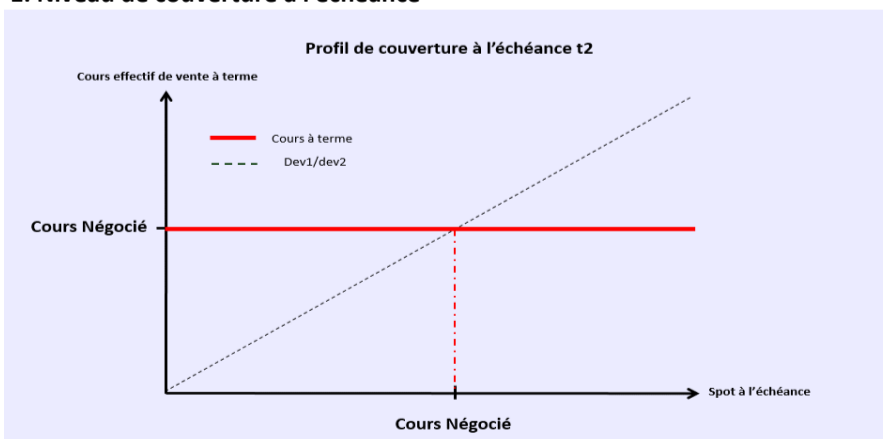 Profil de couverture à l'échéance t2
Cours effectif de vente à terme
Cours à terme
Dev1/dev2
Cours Négocié
Spot à l'échéance
Cours Négocié